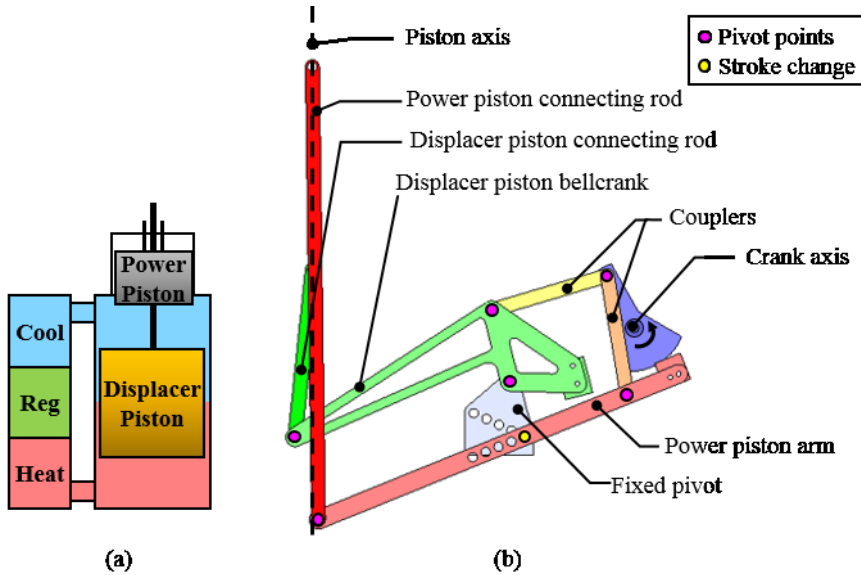 Piston axis
Pivot points
Stroke change
Power piston connecting rod
Displacer piston connecting rod
Displacer piston bellcrank
Couplers
Crank axis
Power
Piston
Cool
Reg
Displacer
Piston
Heat
Power piston arm
Fixed pivot
(a)
(b)